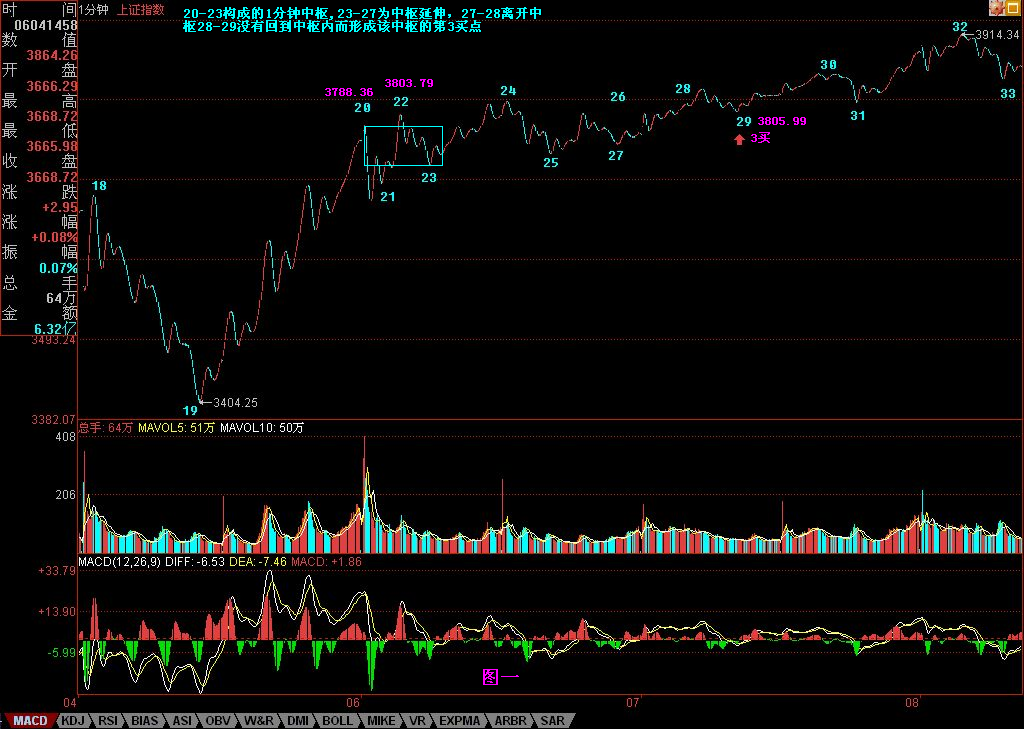 1分钟 上证指数
20-23构成的1分钟中枢,23-27为中枢延伸，27-28离开中
枢28-29没有回到中枢内而形成该中枢的第3买点
时 间
06041458
数 值
3864.26
开 盘
3666.29
最 高
3668.72
最 低
3665.98
收 盘
3668.72
涨 跌
+2.95
涨 幅
+0.08%
振 幅
0.07%
总 手
64万
金 额
6.32亿
3493.24
3382.07
32
3914.34
33
30
31
28
29 3805.99
3买
26
27
24
25
3803.79
22
3786.36
20
23
21
18
19
3404.25
总手: 64万 MAVOL5: 51万 MAVOL10: 50万
408
206
MACD(12,26,9) DIFF: -6.53 DEA: -7.46 MACD: +1.86
+33.79
+13.90
-5.99
图一
04 06 07 08
MACD KDJ RSI BIAS ASI OBV W&R DMI BOLL MIKE VR EXPMA ARBR SAR